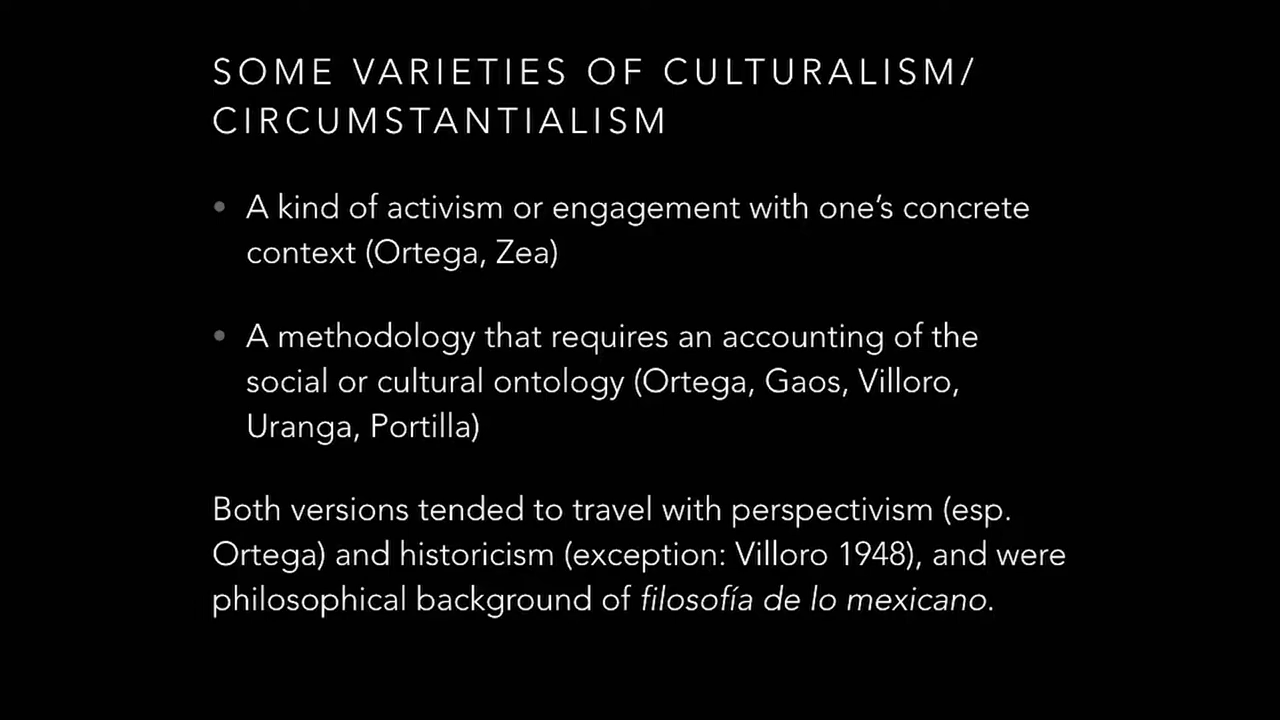 SOME VARIETIES OF CULTURALISM/
CIRCUMSTANTIALISM
• A kind of activism or engagement with one’s concrete
context (Ortega, Zea)
• A methodology that requires an accounting of the
social or cultural ontology (Ortega, Gaos, Villoro,
Uranga, Portilla)
Both versions tended to travel with perspectivism (esp.
Ortega) and historicism (exception: Villoro 1948), and were
philosophical background of filosofía de lo mexicano.